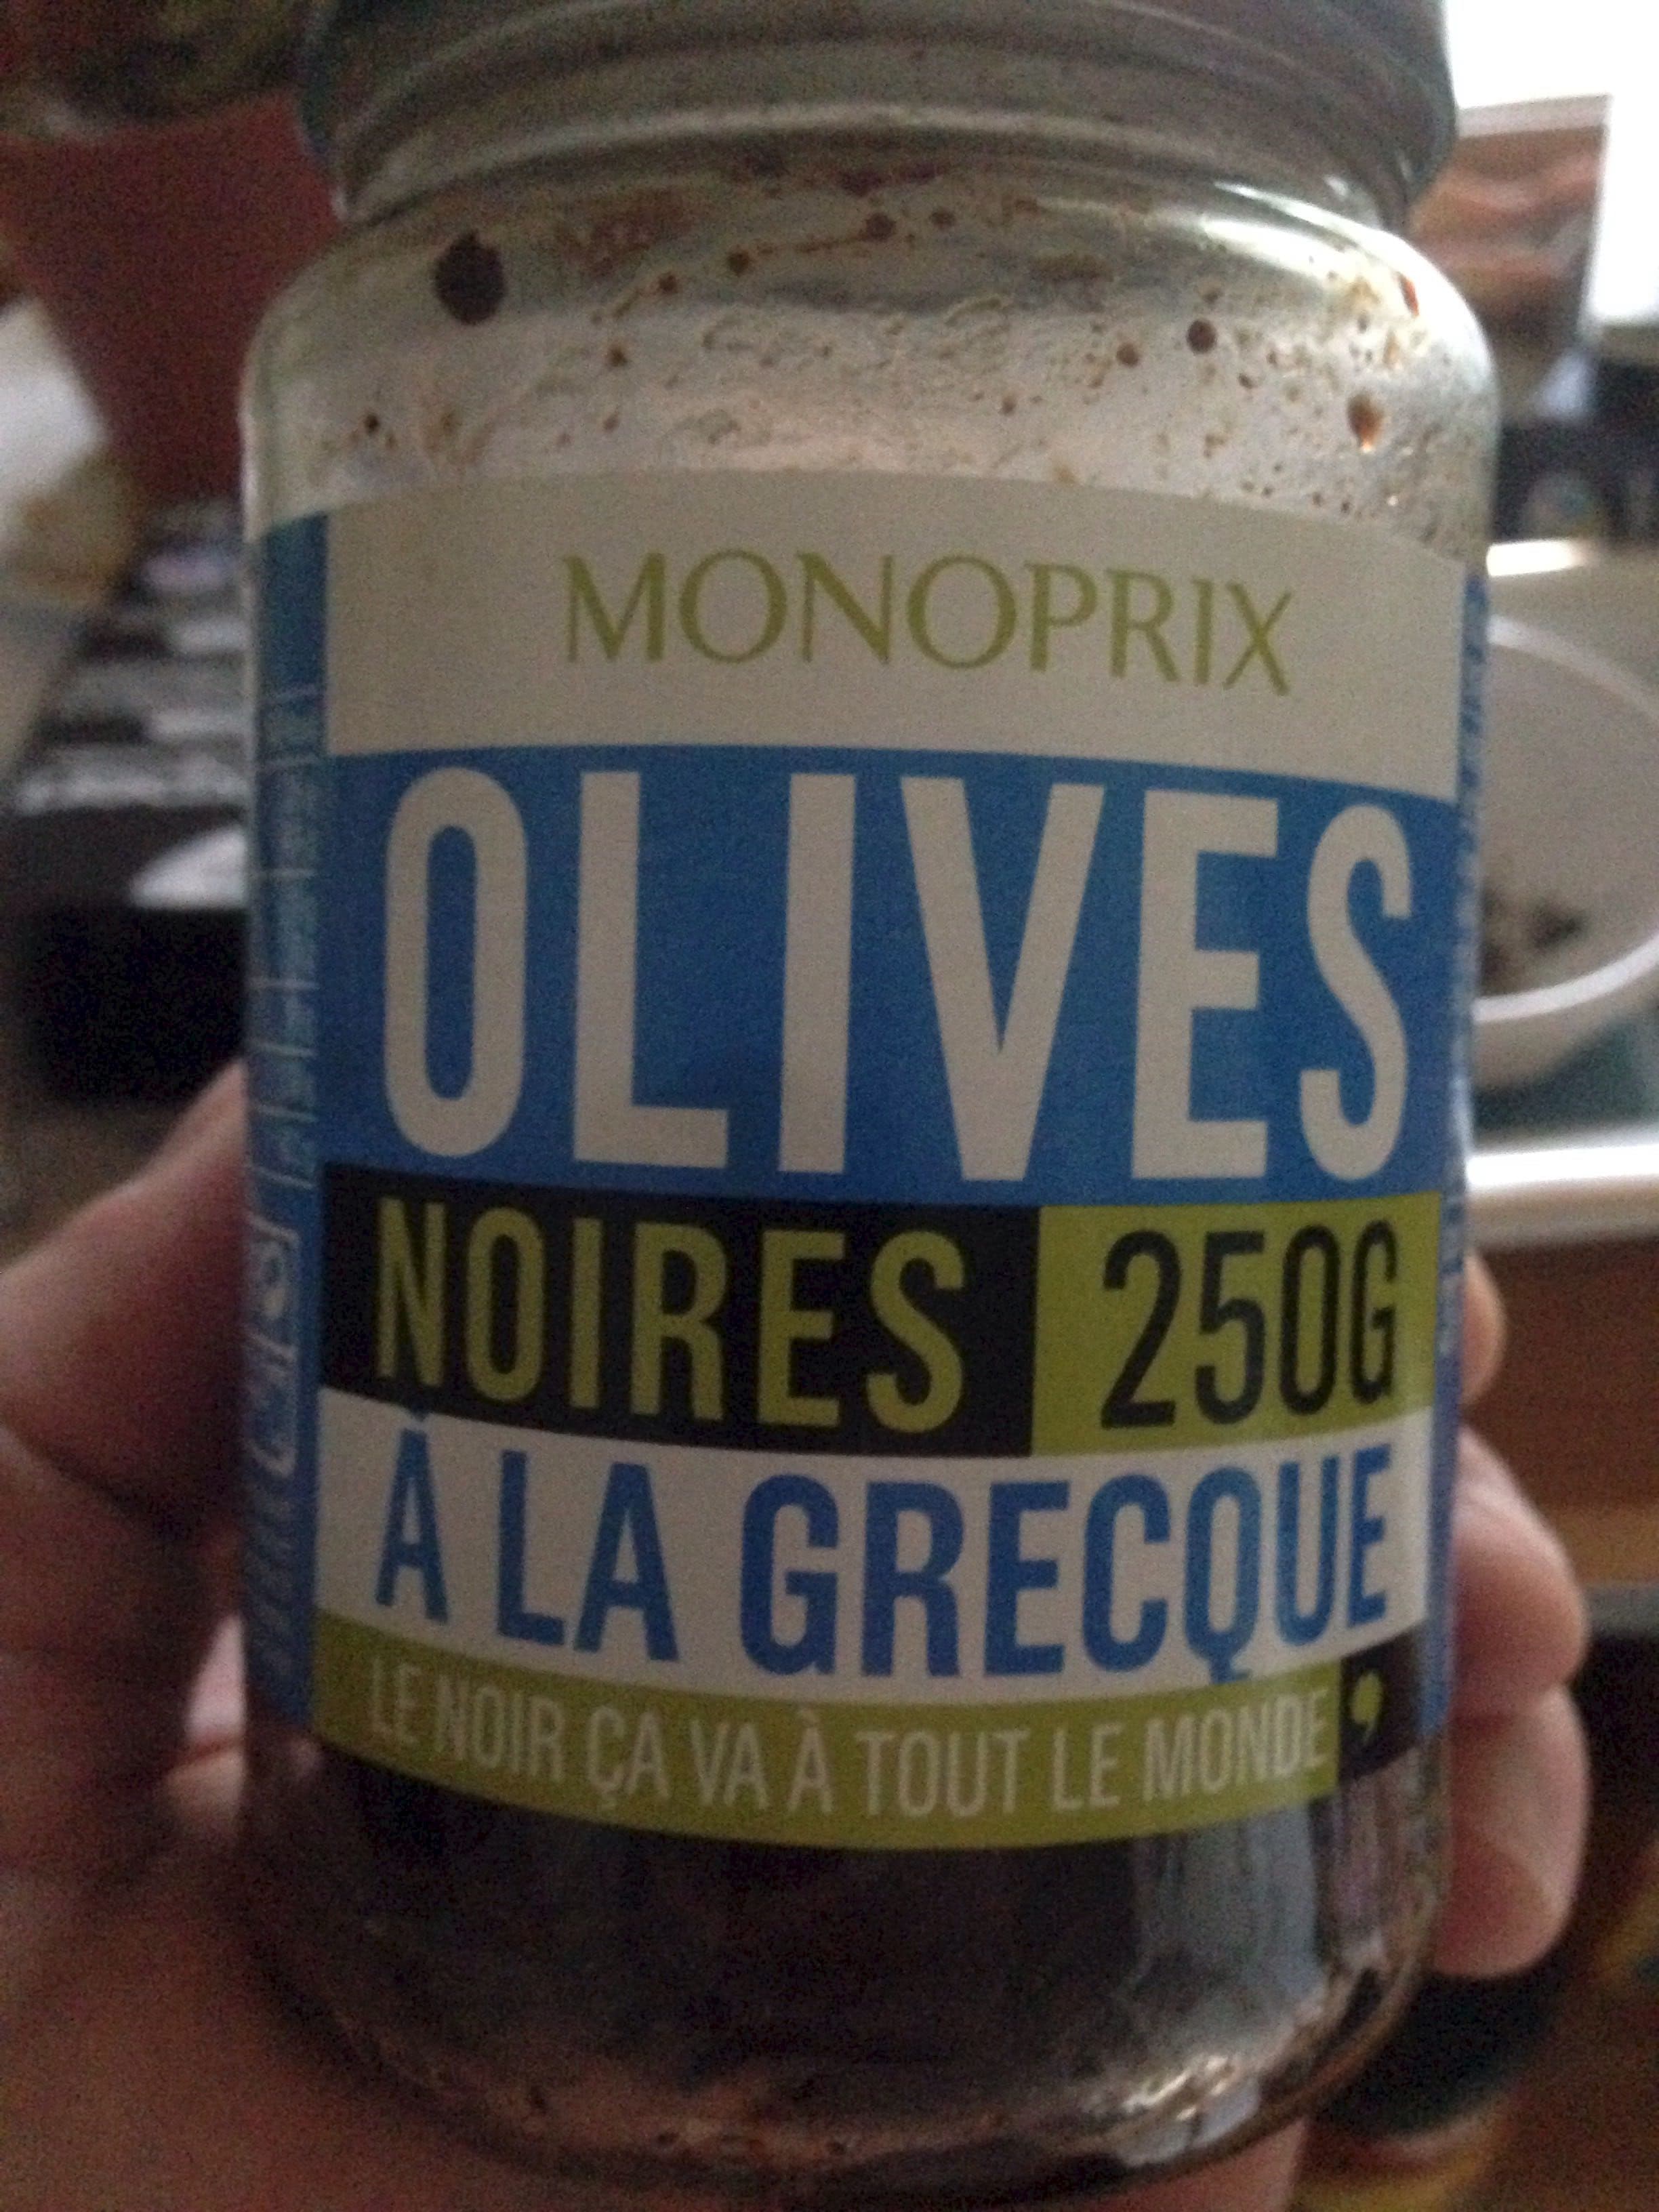 MONOPRIX
OLIVES
NOIRES 250G
À LA GRECQUE
LE NOIR ÇA VA À TOUT LE MONDE